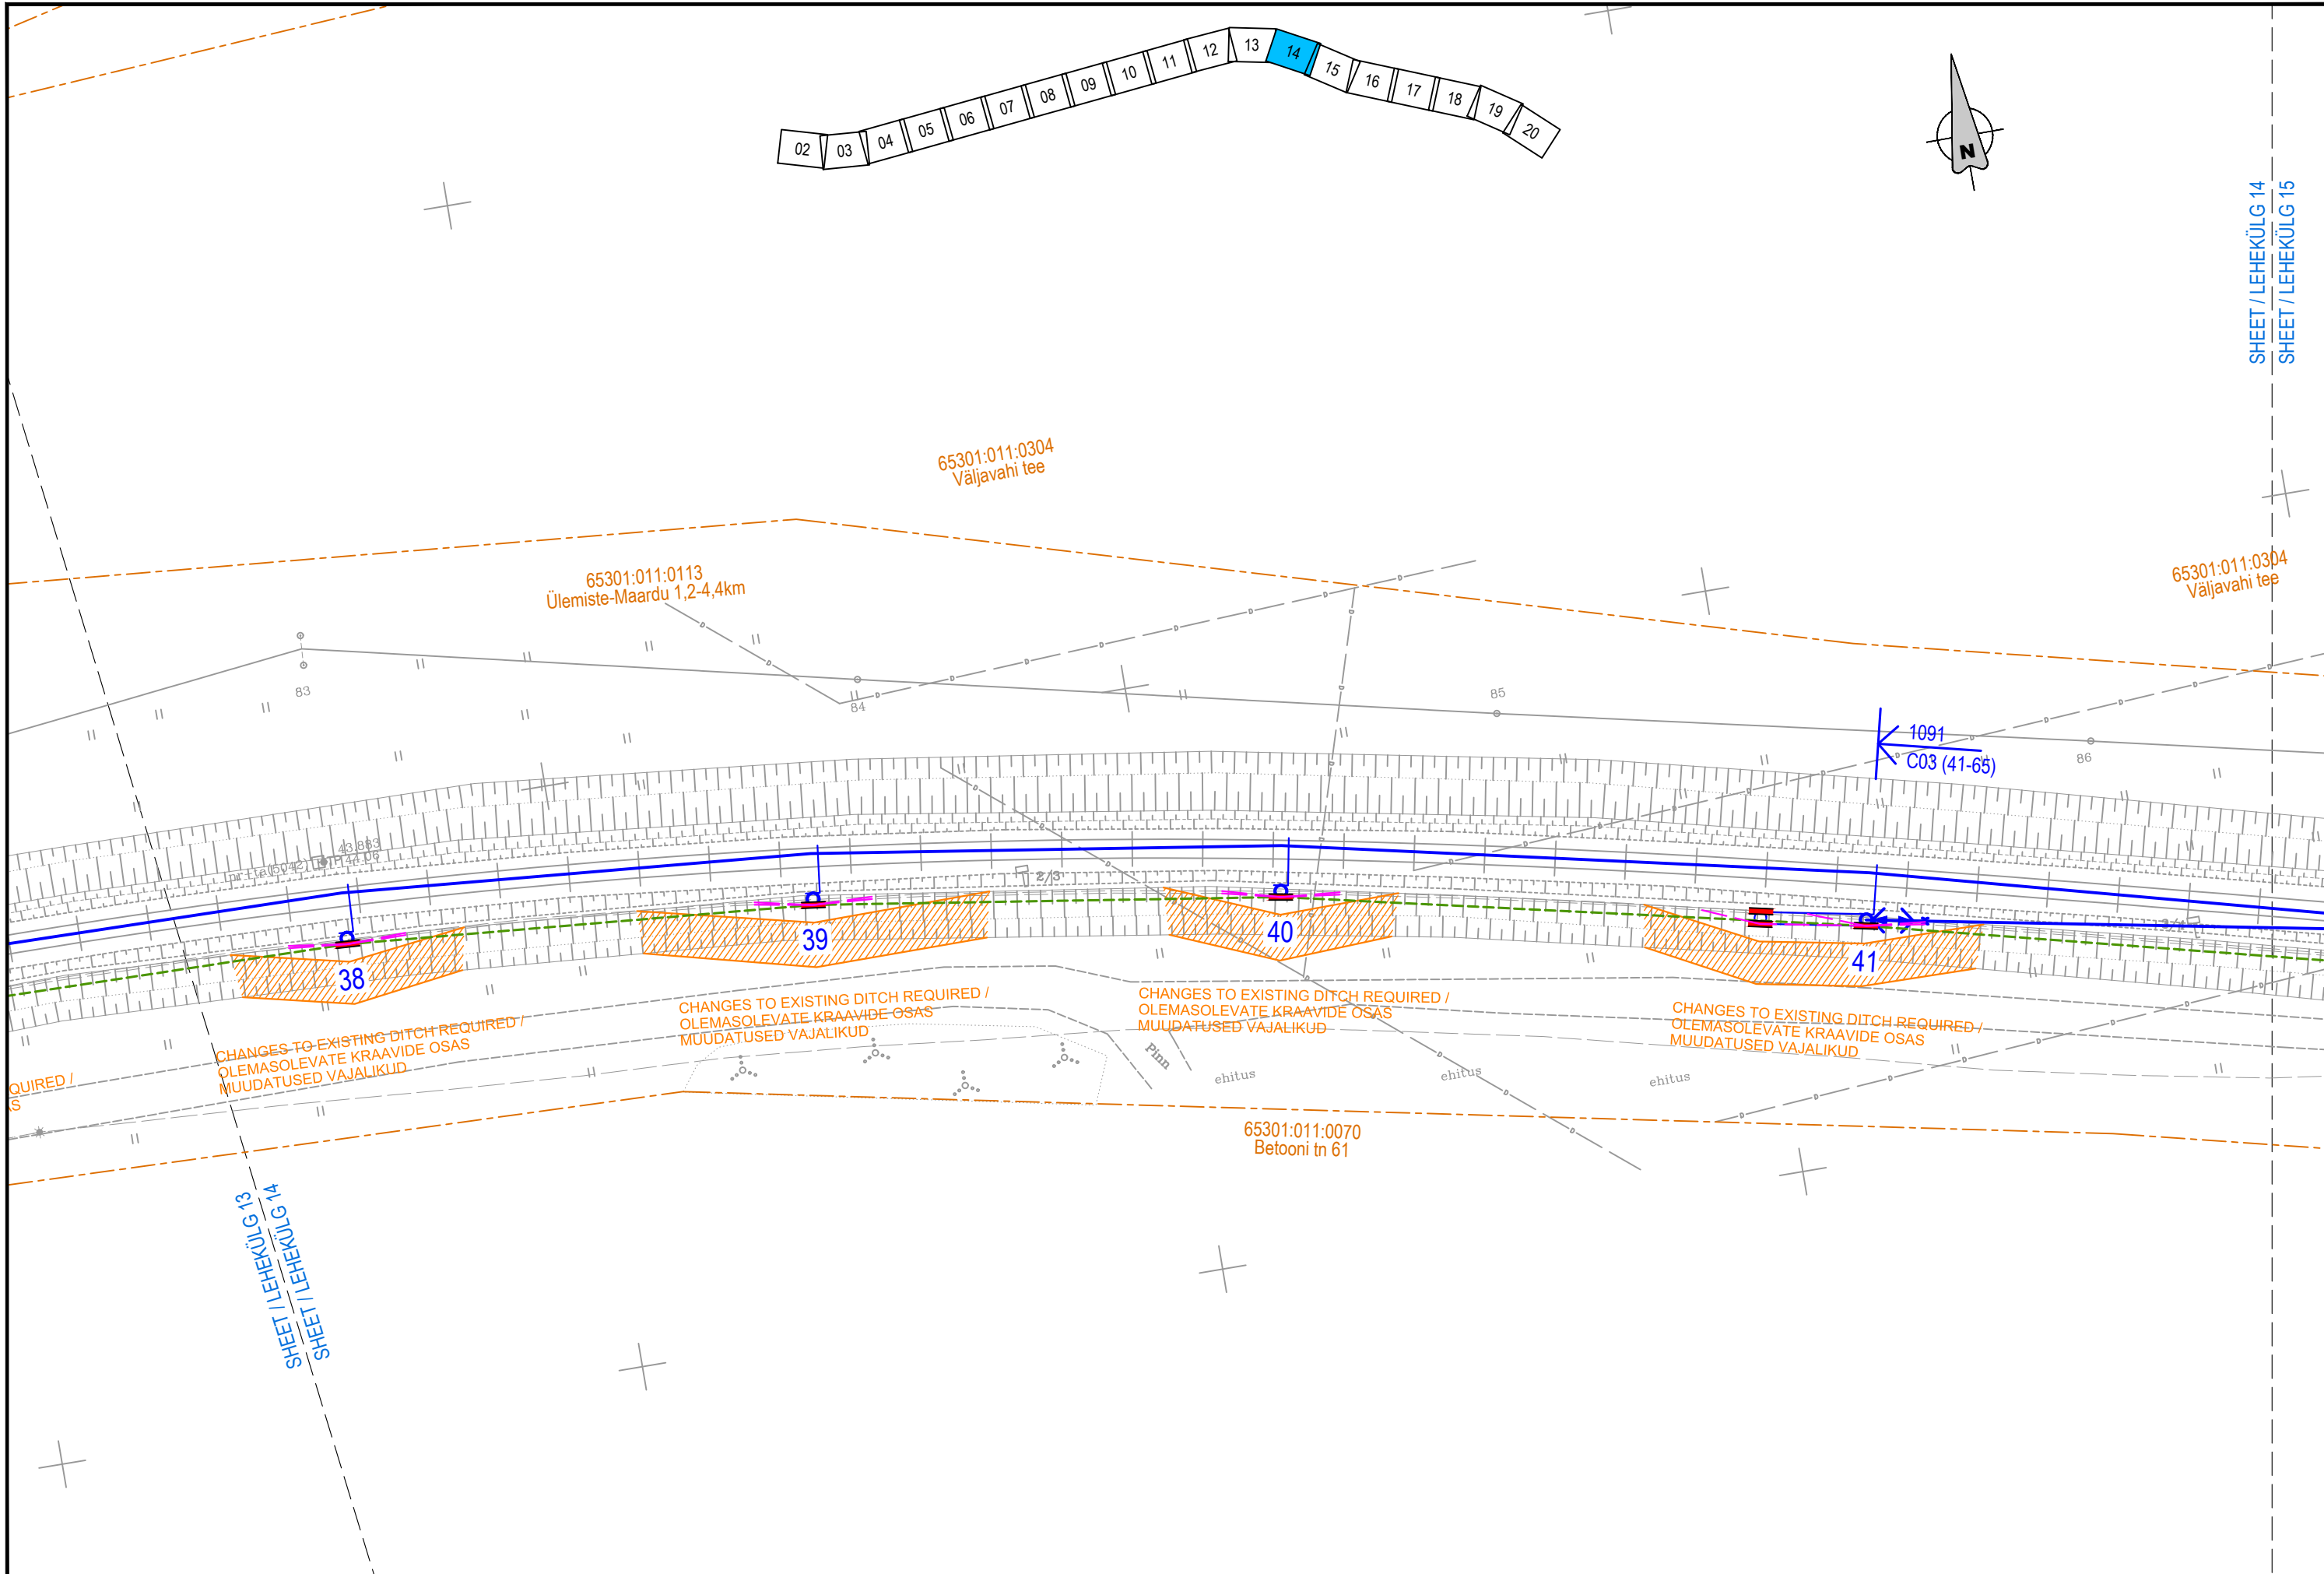 02
03
04
05
06
07
08
09
10
11
12
13
14
15
16
17
18
19
20
N
SHEET / LEHEKÜLG 14
SHEET / LEHEKÜLG 15
65301:011:0304
Väljavahi tee
65301:011:0113
Ülemiste-Maardu 1,2-4,4km
65301:011:0304
Väljavahi tee
83
84
85
86
1091
C03 (41-65)
43.883
2/3
38
39
40
41
CHANGES TO EXISTING DITCH REQUIRED /
OLEMASOLEVATE KRAAVIDE OSAS
MUUDATUSED VAJALIKUD
CHANGES TO EXISTING DITCH REQUIRED /
OLEMASOLEVATE KRAAVIDE OSAS
MUUDATUSED VAJALIKUD
CHANGES TO EXISTING DITCH REQUIRED /
OLEMASOLEVATE KRAAVIDE OSAS
MUUDATUSED VAJALIKUD
CHANGES TO EXISTING DITCH REQUIRED /
OLEMASOLEVATE KRAAVIDE OSAS
MUUDATUSED VAJALIKUD
QUIRED /
AS
Pinn
ehitus
ehitus
ehitus
65301:011:0070
Betooni tn 61
SHEET / LEHEKÜLG 13
SHEET / LEHEKÜLG 14